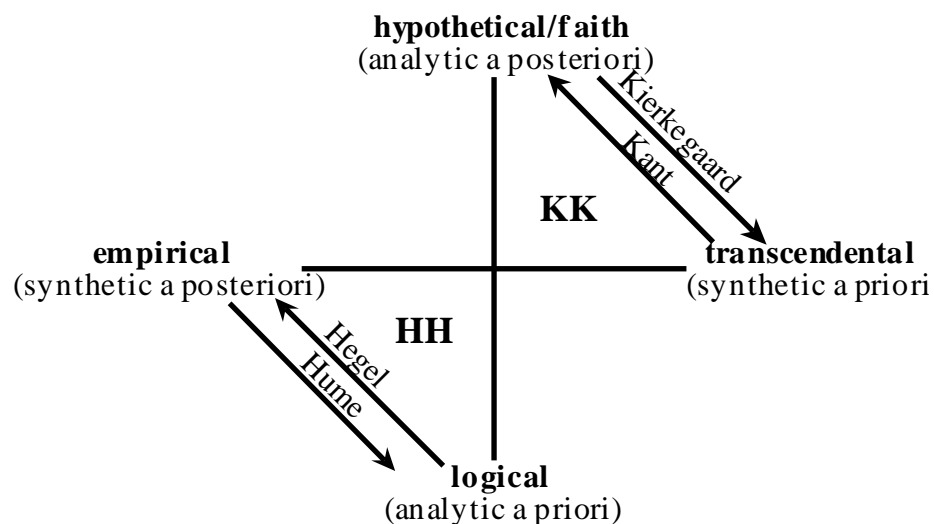 hypothetical/faith
(analytic a posteriori)
Kierkegaard
Kant
KK
empirical
(synthetic a posteriori)
transcendental
(synthetic a priori
HH
Hegel
Hume
logical
(analytic a priori)